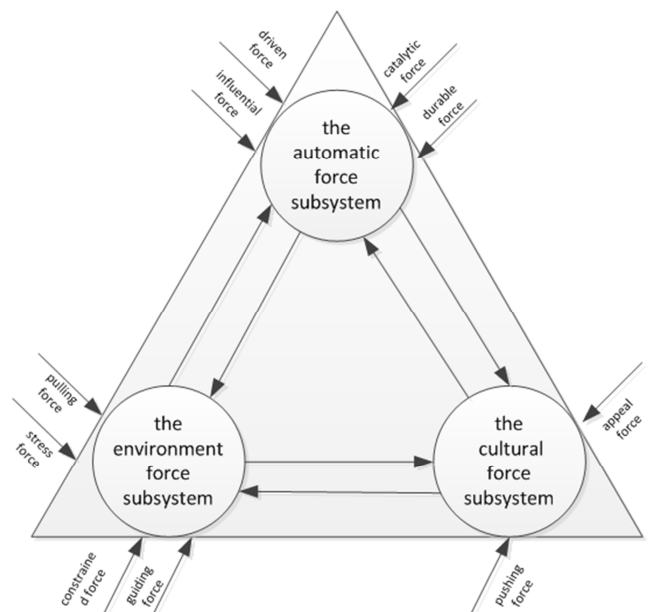 driven
force
catalytic
force
influential
force
durable
force
the
automatic
force
subsystem
pulling
force
stress
force
appeal
force
the
environment
force
subsystem
the
cultural
force
subsystem
constraine
d force
guiding
force
pushing
force